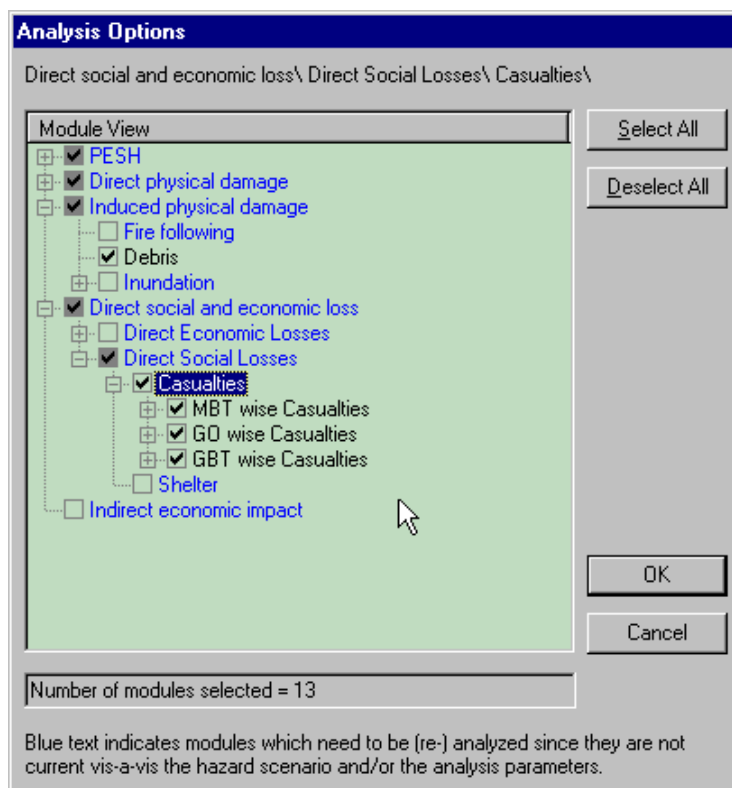 Analysis Options
Direct social and economic loss\ Direct Social Losses\ Casualties\
Module View
Select All
PESH
Direct physical damage
Deselect All
Induced physical damage
Fire following
Debris
Inundation
Direct social and economic loss
Direct Economic Losses
Direct Social Losses
Casualties
MBT wise Casualties
GO wise Casualties
GBT wise Casualties
Shelter
Indirect economic impact
OK
Cancel
Number of modules selected = 13
Blue text indicates modules which need to be (re-) analyzed since they are not
current vis-a-vis the hazard scenario and/or the analysis parameters.